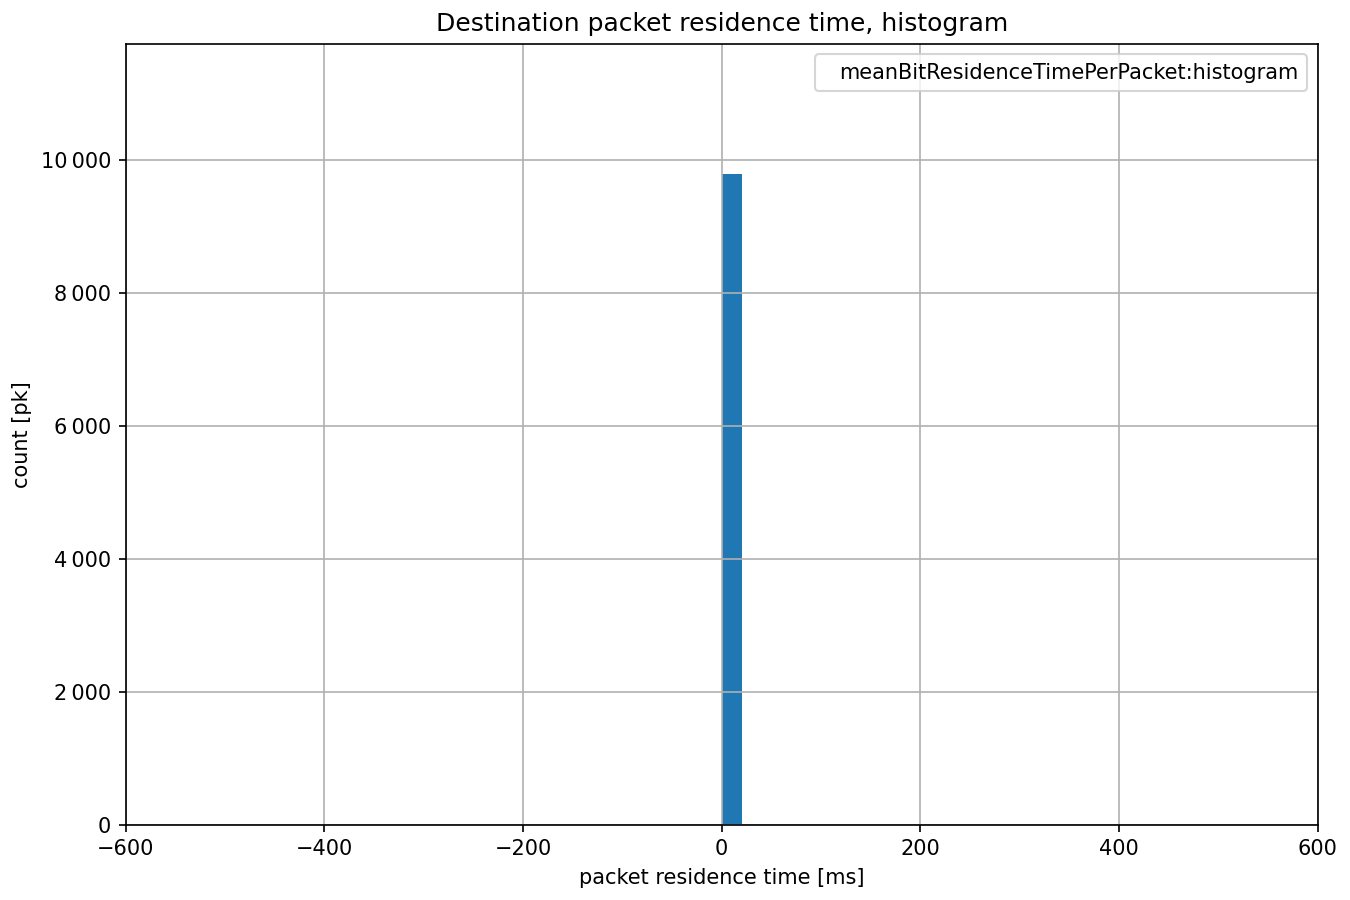 Destination packet residence time, histogram
meanBitResidenceTimePerPacket:histogram
10 000
8 000
6 000
4 000
2 000
0
count [pk]
−600 −400 −200 0 200 400 600
packet residence time [ms]